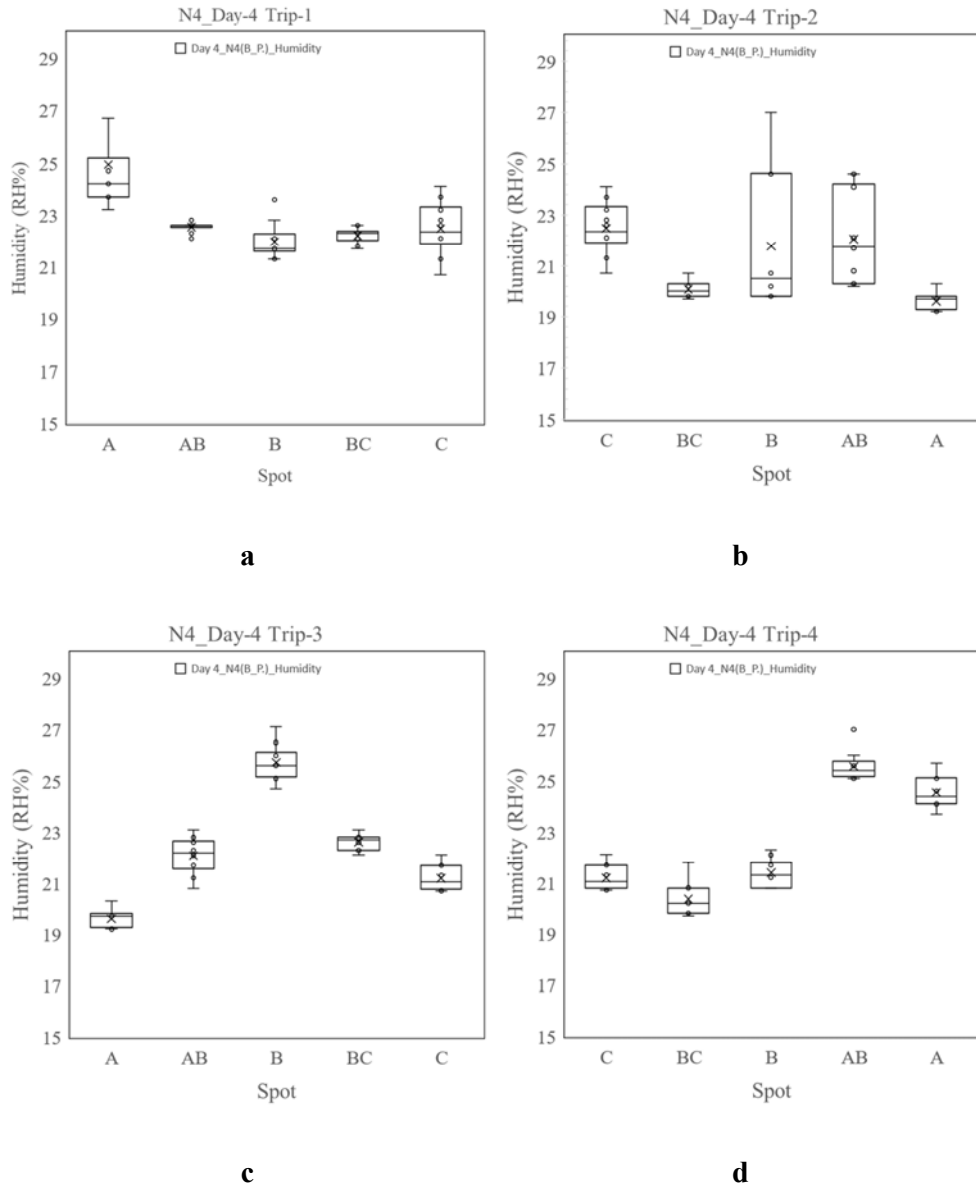 N4_Day-4 Trip-1
Day 4_N4(B_P.)_Humidity
Humidity (RH%)
29
27
25
23
21
19
17
15
A AB B BC C
Spot
a
N4_Day-4 Trip-2
Day 4_N4(B_P.)_Humidity
Humidity (RH%)
29
27
25
23
21
19
17
15
C BC B AB A
Spot
b
N4_Day-4 Trip-3
Day 4_N4(B_P.)_Humidity
Humidity (RH%)
29
27
25
23
21
19
17
15
A AB B BC C
Spot
c
N4_Day-4 Trip-4
Day 4_N4(B_P.)_Humidity
Humidity (RH%)
29
27
25
23
21
19
17
15
C BC B AB A
Spot
d